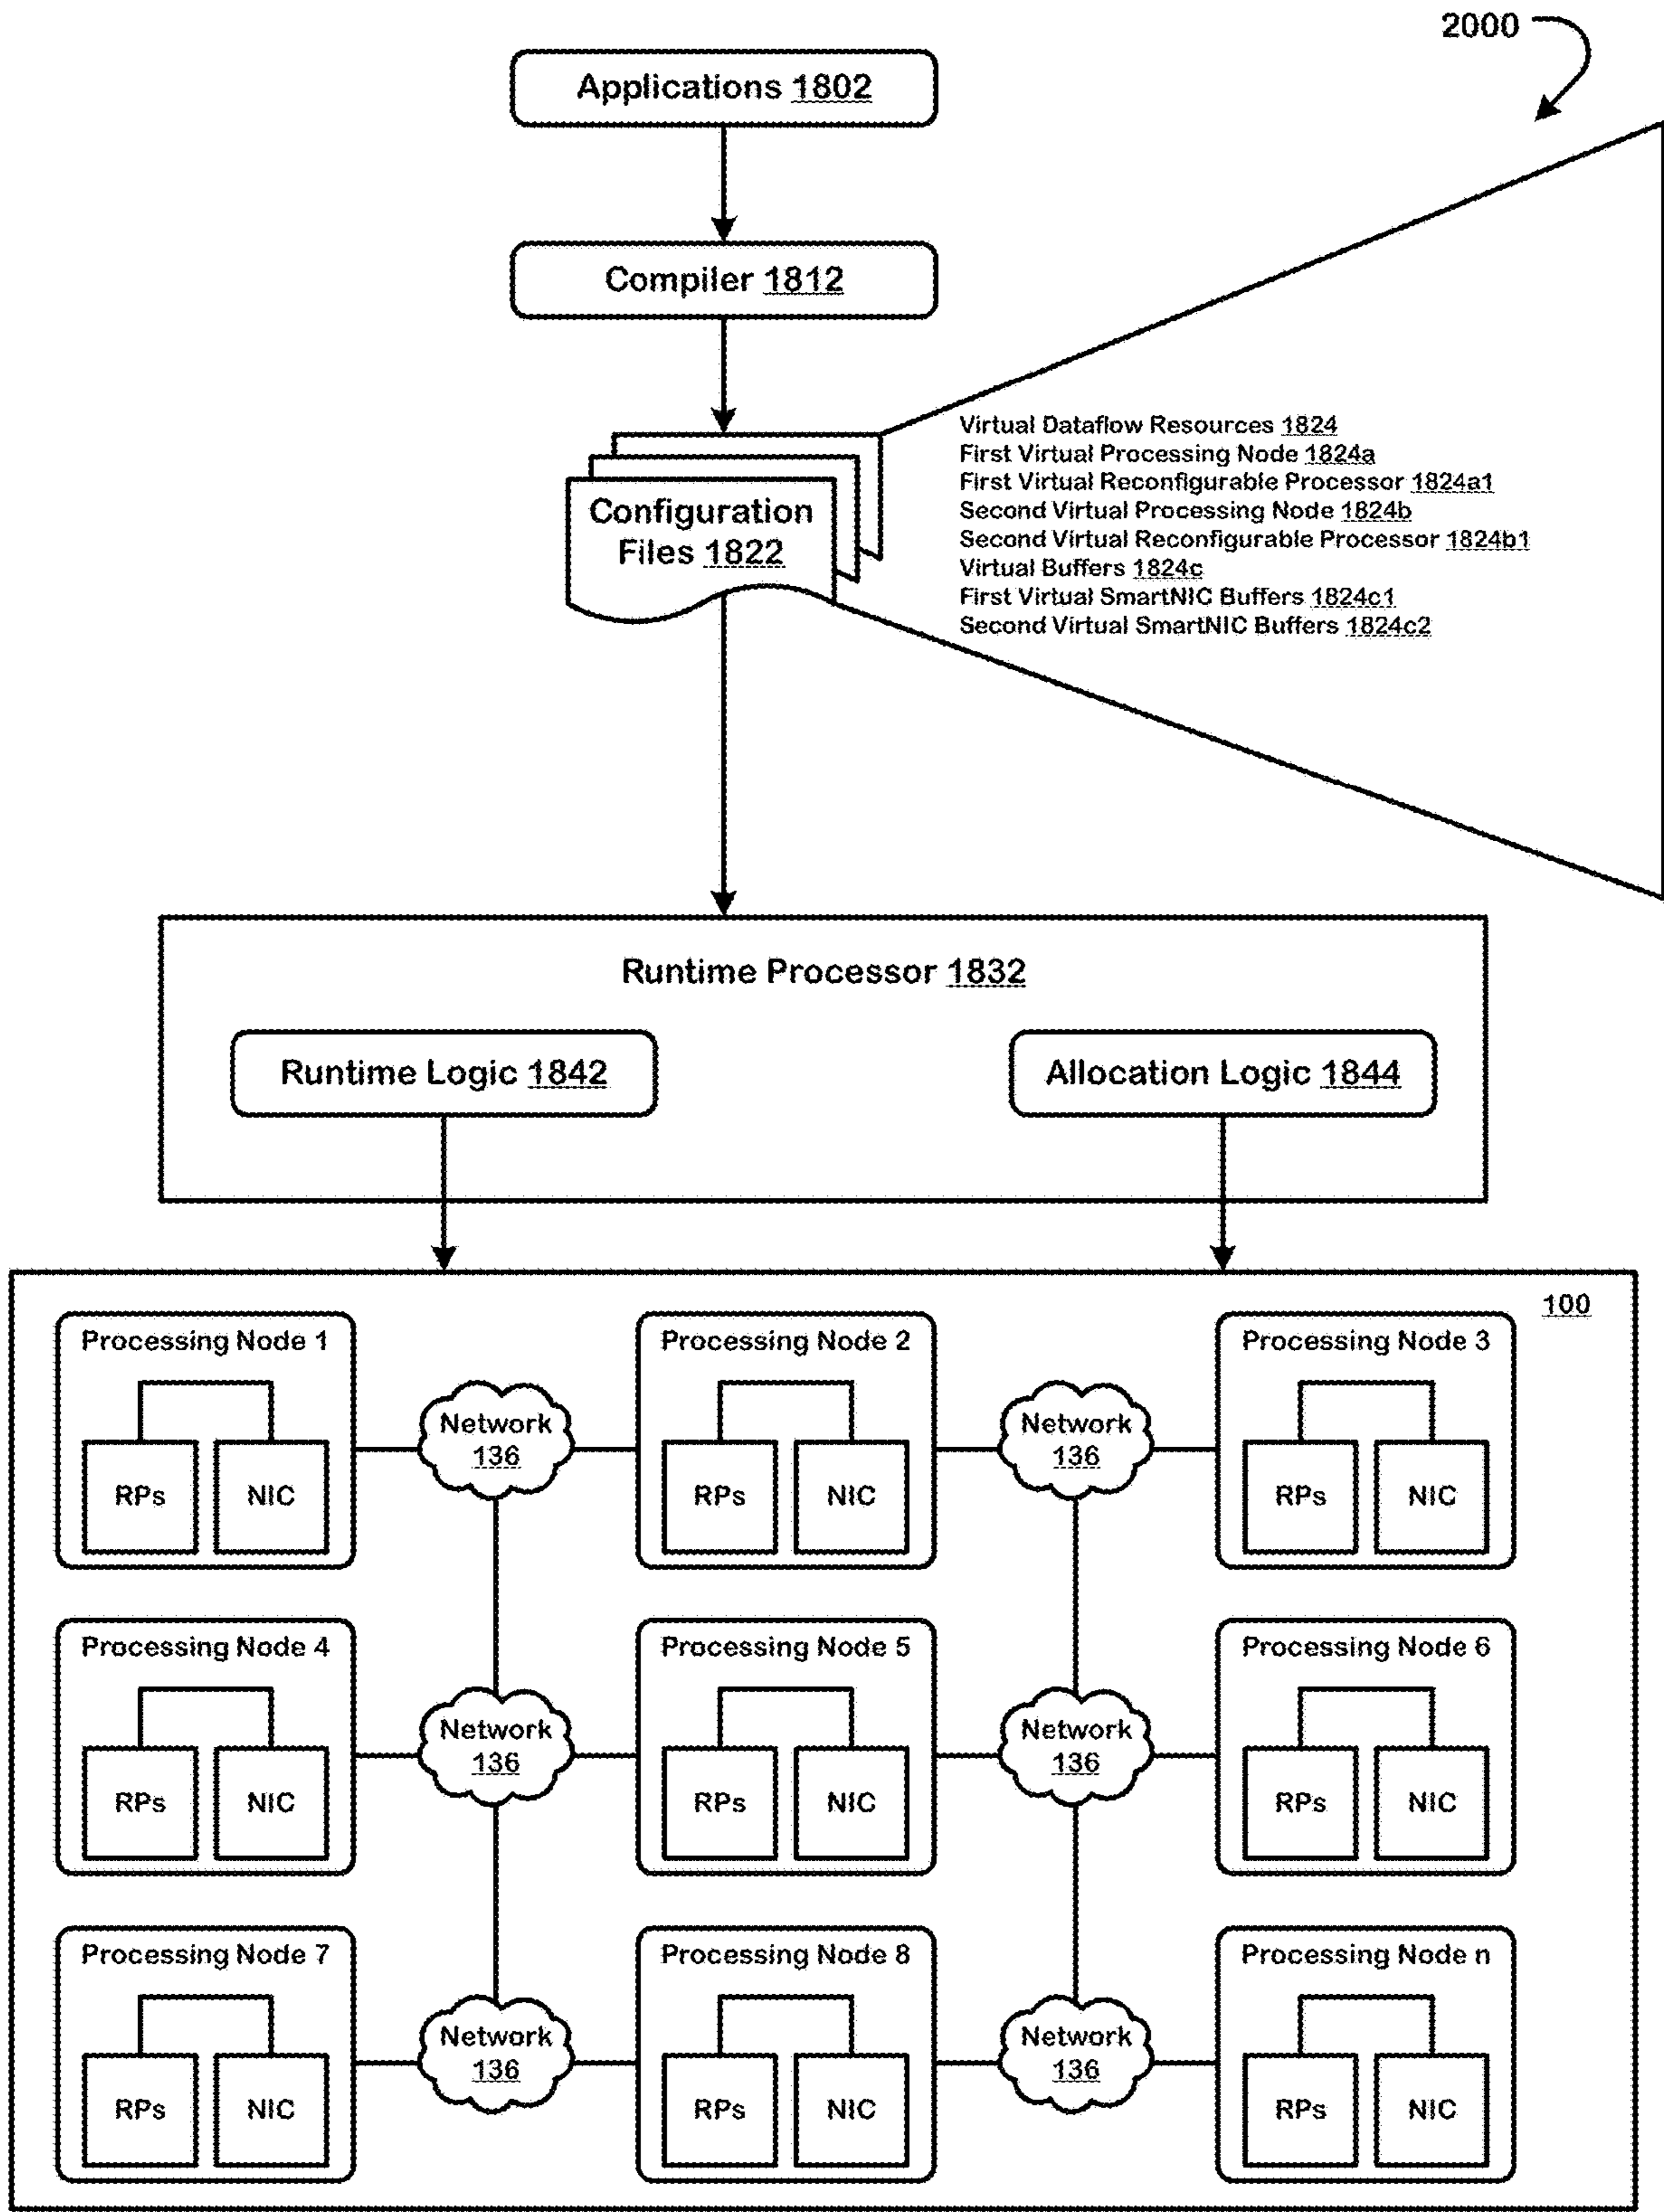 2000
Applications 1802
Compiler 1812
Configuration
Files 1822
Virtual Dataflow Resources 1824
First Virtual Processing Node 1824a
First Virtual Reconfigurable Processor 1824a1
Second Virtual Processing Node 1824b
Second Virtual Reconfigurable Processor 1824b1
Virtual Buffers 1824c
First Virtual SmartNIC Buffers 1824c1
Second Virtual SmartNIC Buffers 1824c2
Runtime Processor 1832
Runtime Logic 1842
Allocation Logic 1844
100
Processing Node 1
RPs
NIC
Network
136
Processing Node 2
RPs
NIC
Network
136
Processing Node 3
RPs
NIC
Processing Node 4
RPs
NIC
Network
136
Processing Node 5
RPs
NIC
Network
136
Processing Node 6
RPs
NIC
Processing Node 7
RPs
NIC
Network
136
Processing Node 8
RPs
NIC
Network
136
Processing Node n
RPs
NIC